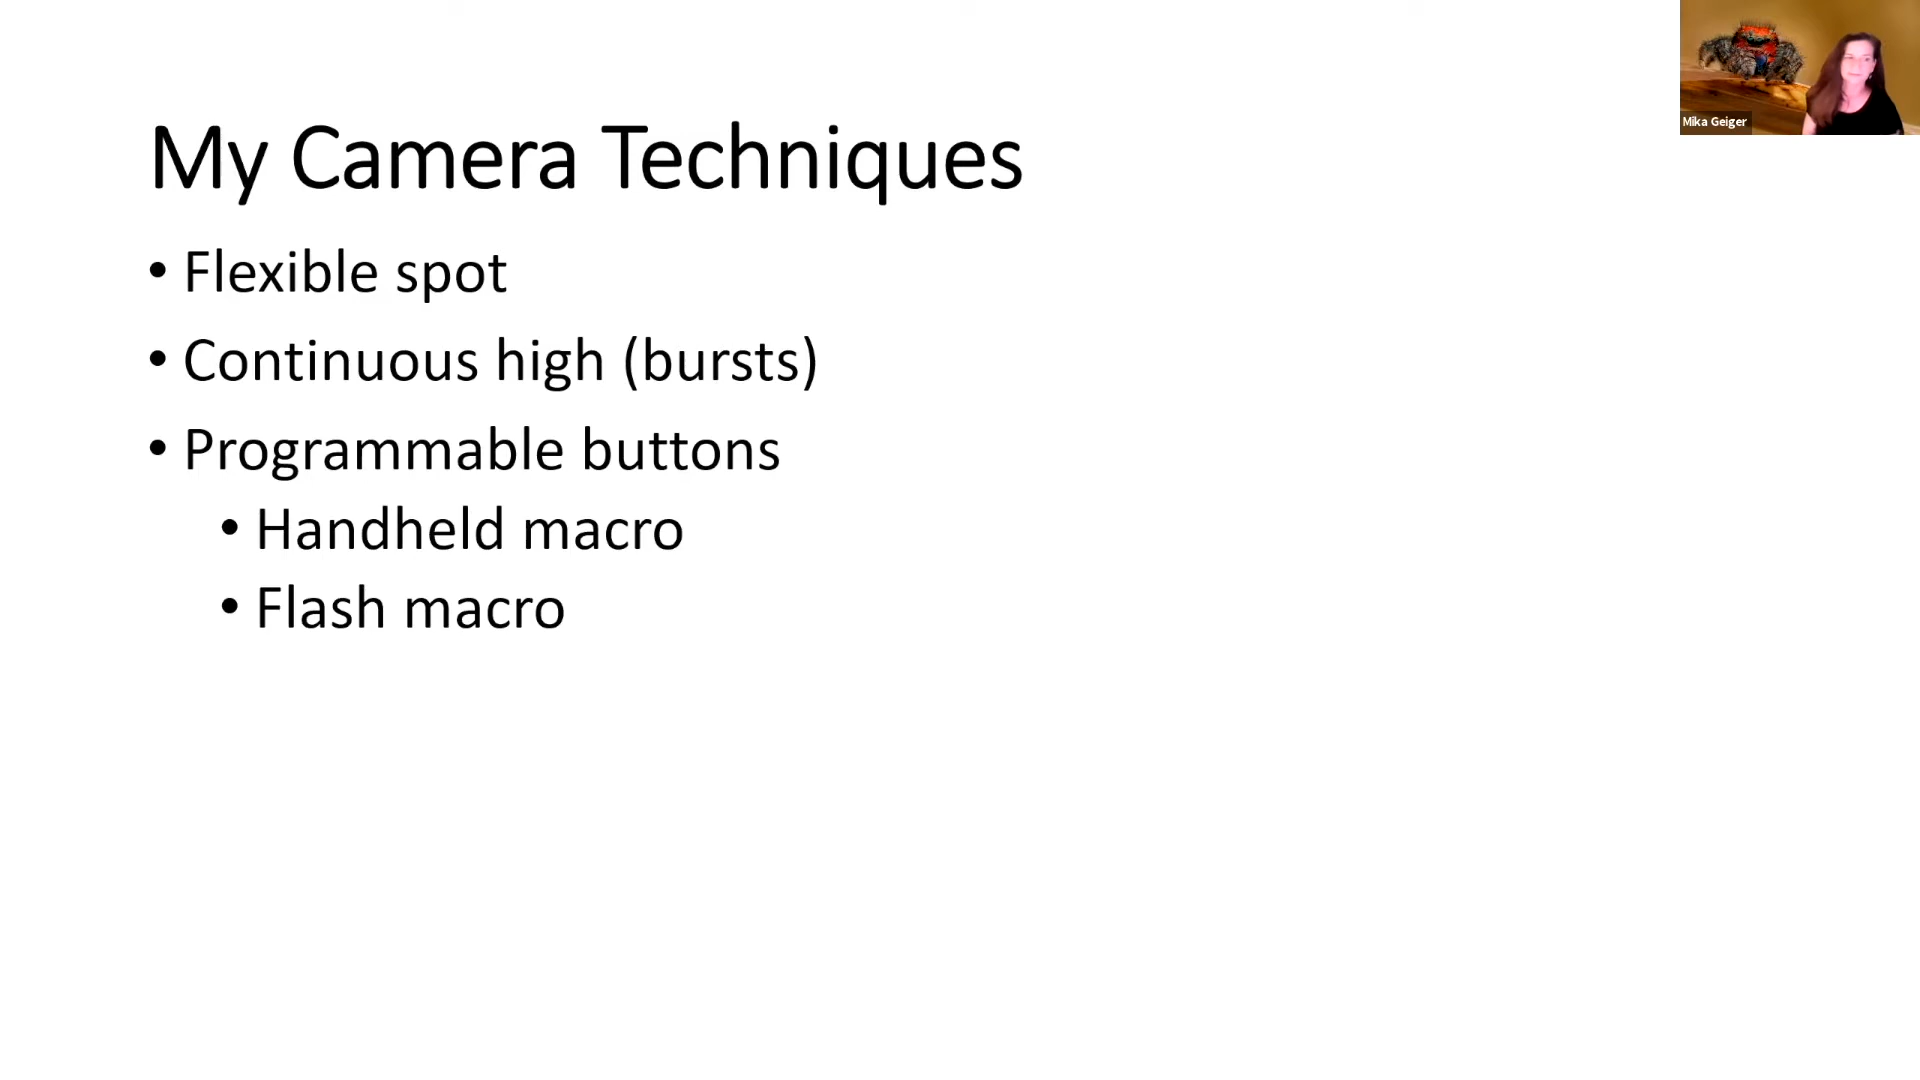 My Camera Techniques
• Flexible spot
• Continuous high (bursts)
• Programmable buttons
• Handheld macro
• Flash macro
Mika Geiger